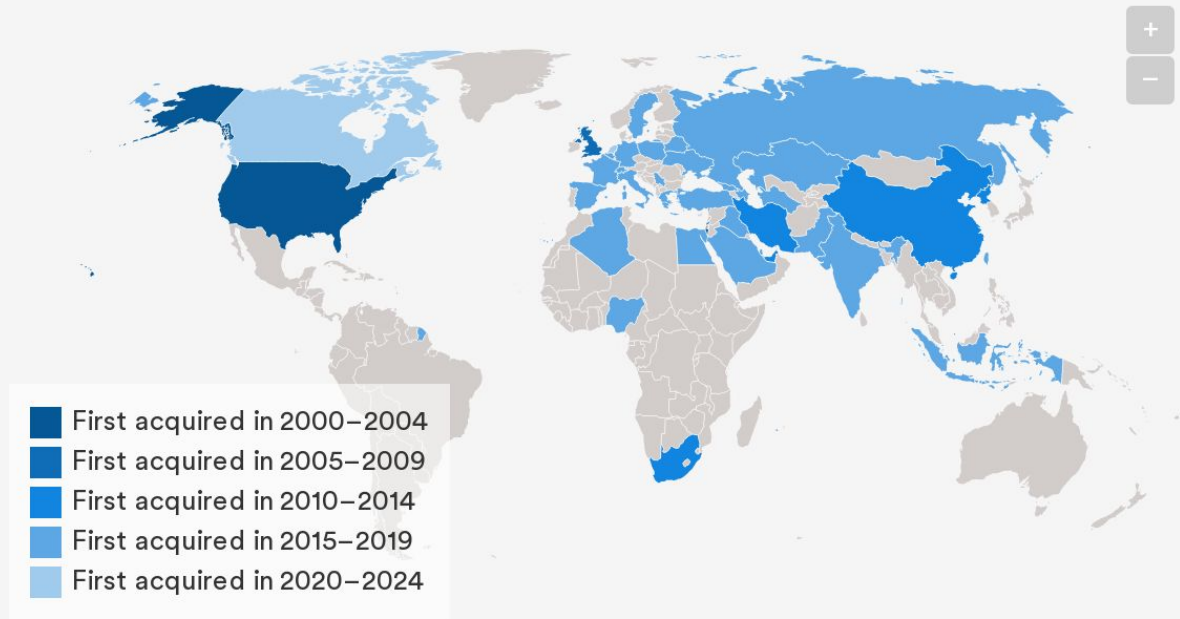 +
−
First acquired in 2000–2004
First acquired in 2005–2009
First acquired in 2010–2014
First acquired in 2015–2019
First acquired in 2020–2024